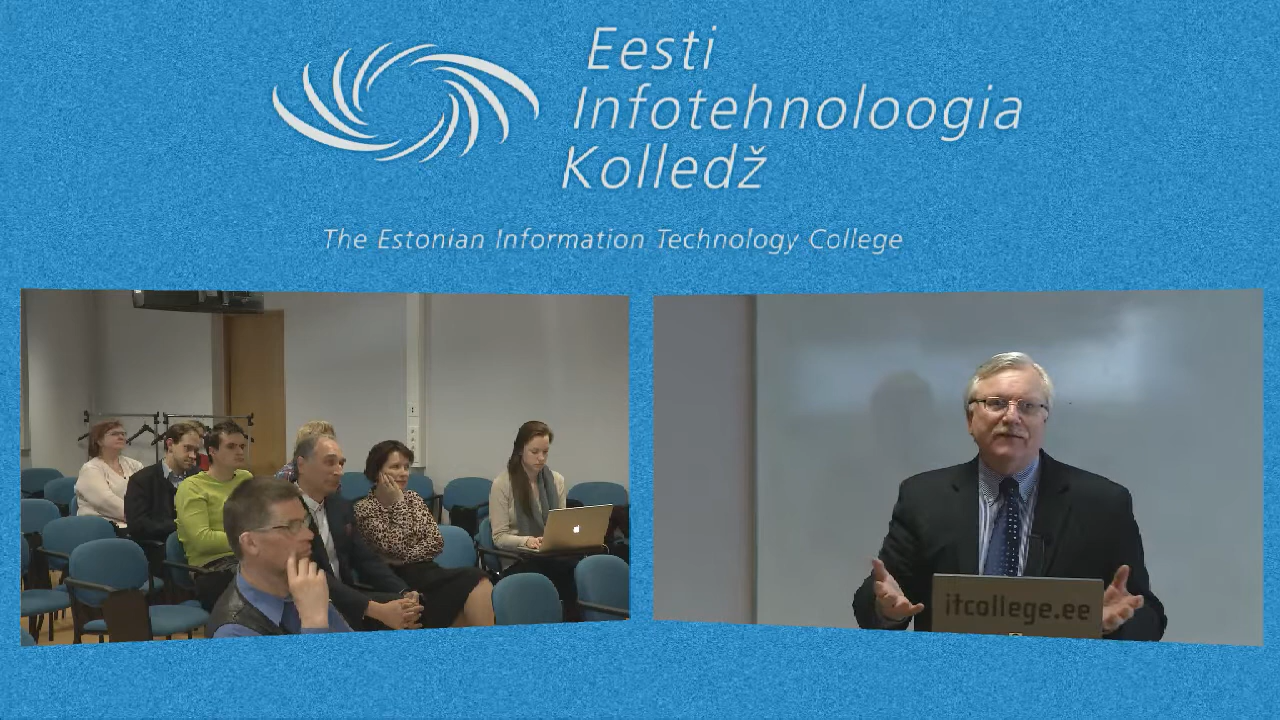 Eesti
Infotehnoloogia
Kolledž
The Estonian Information Technology College
itcollege.ee